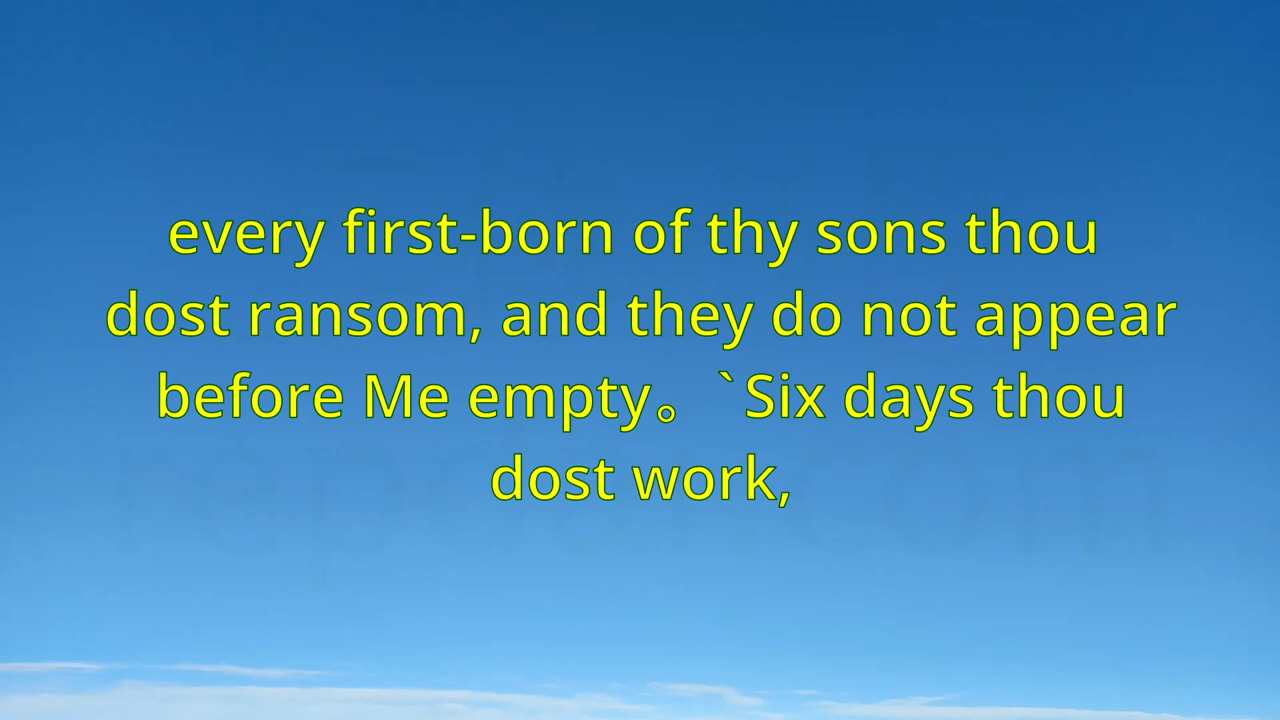 every first-born of thy sons thou
dost ransom, and they do not appear
before Me empty。 `Six days thou
dost work,